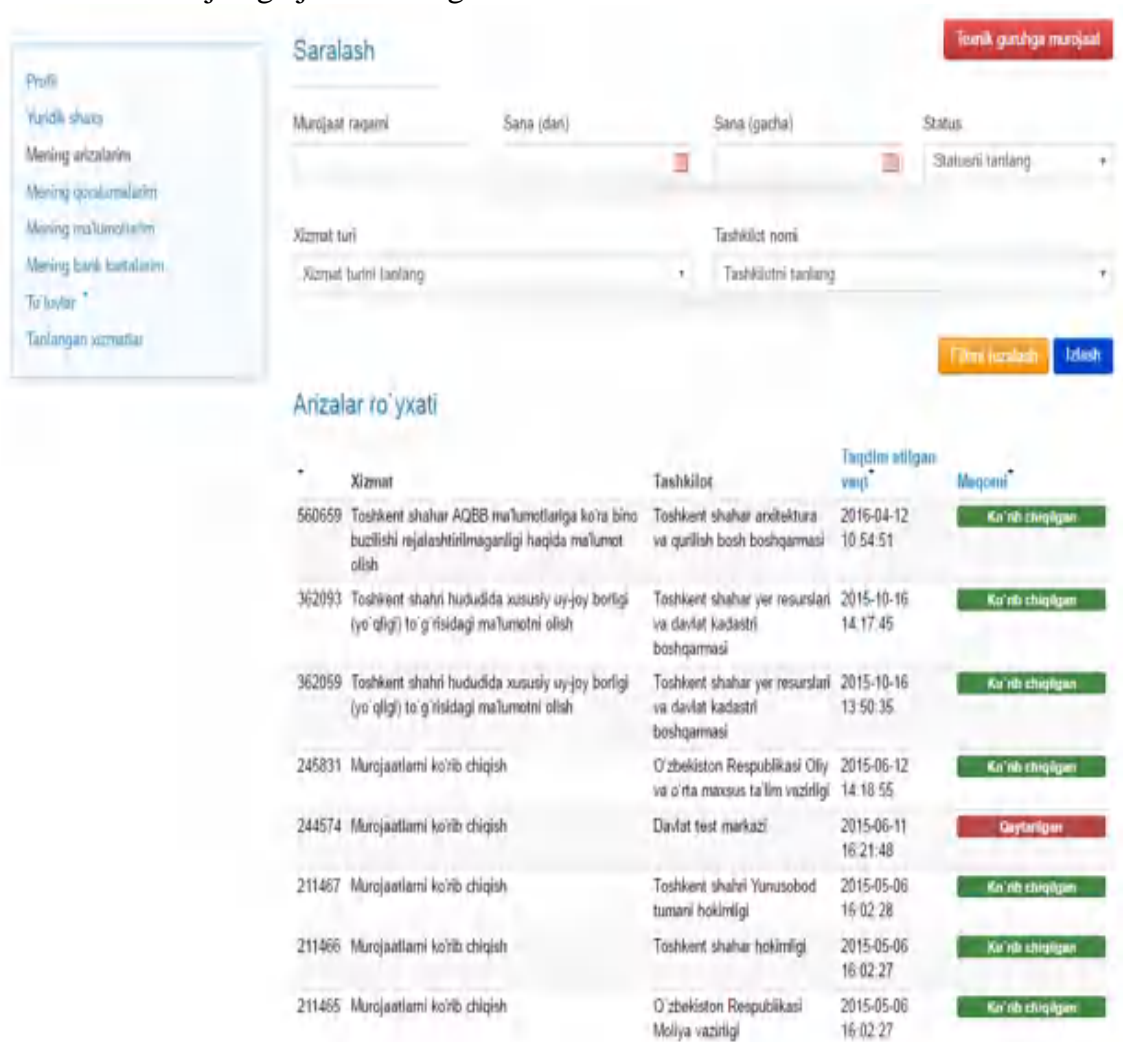 Saralash
Texnik guruhga murojaat
Profil
Yuridik shaxs
Mening arizalarim
Mening qoralamalarim
Mening ma'lumotlarim
Mening bank kartalarim
To`lovlar
Tanlangan xizmatlar
Murojaat raqami
Sana (dan)
Sana (gacha)
Status
Statusni tanlang
Xizmat turi
Tashkilot nomi
Xizmat turini tanlang
Tashkilotni tanlang
Filtrni tozalash
Izlash
Arizalar ro`yxati
Xizmat
Tashkilot
Taqdim etilgan
vaqt
Maqomi
560659 Toshkent shahar AQBB ma'lumotlariga ko'ra bino
buzilishi rejalashtirilmaganligi haqida ma'lumot
olish
Toshkent shahar arxitektura
va qurilish bosh boshqarmasi
2016-04-12
10:54:51
Ko`rib chiqilgan
362093 Toshkent shahri hududida xususiy uy-joy borligi
(yo`qligi) to`g`risidagi ma'lumotni olish
Toshkent shahar yer resurslari
va davlat kadastri
boshqarmasi
2015-10-16
14:17:45
Ko`rib chiqilgan
362059 Toshkent shahri hududida xususiy uy-joy borligi
(yo`qligi) to`g`risidagi ma'lumotni olish
Toshkent shahar yer resurslari
va davlat kadastri
boshqarmasi
2015-10-16
13:50:35
Ko`rib chiqilgan
245831 Murojaatlarni ko'rib chiqish
O`zbekiston Respublikasi Oliy
va o'rta maxsus ta`lim vazirligi
2015-06-12
14:18:55
Ko`rib chiqilgan
244574 Murojaatlarni ko'rib chiqish
Davlat test markazi
2015-06-11
16:21:48
Qaytarilgan
211467 Murojaatlarni ko'rib chiqish
Toshkent shahri Yunusobod
tumani hokimligi
2015-05-06
16:02:28
Ko`rib chiqilgan
211466 Murojaatlarni ko'rib chiqish
Toshkent shahar hokimligi
2015-05-06
16:02:27
Ko`rib chiqilgan
211465 Murojaatlarni ko'rib chiqish
O`zbekiston Respublikasi
Moliya vazirligi
2015-05-06
16:02:27
Ko`rib chiqilgan